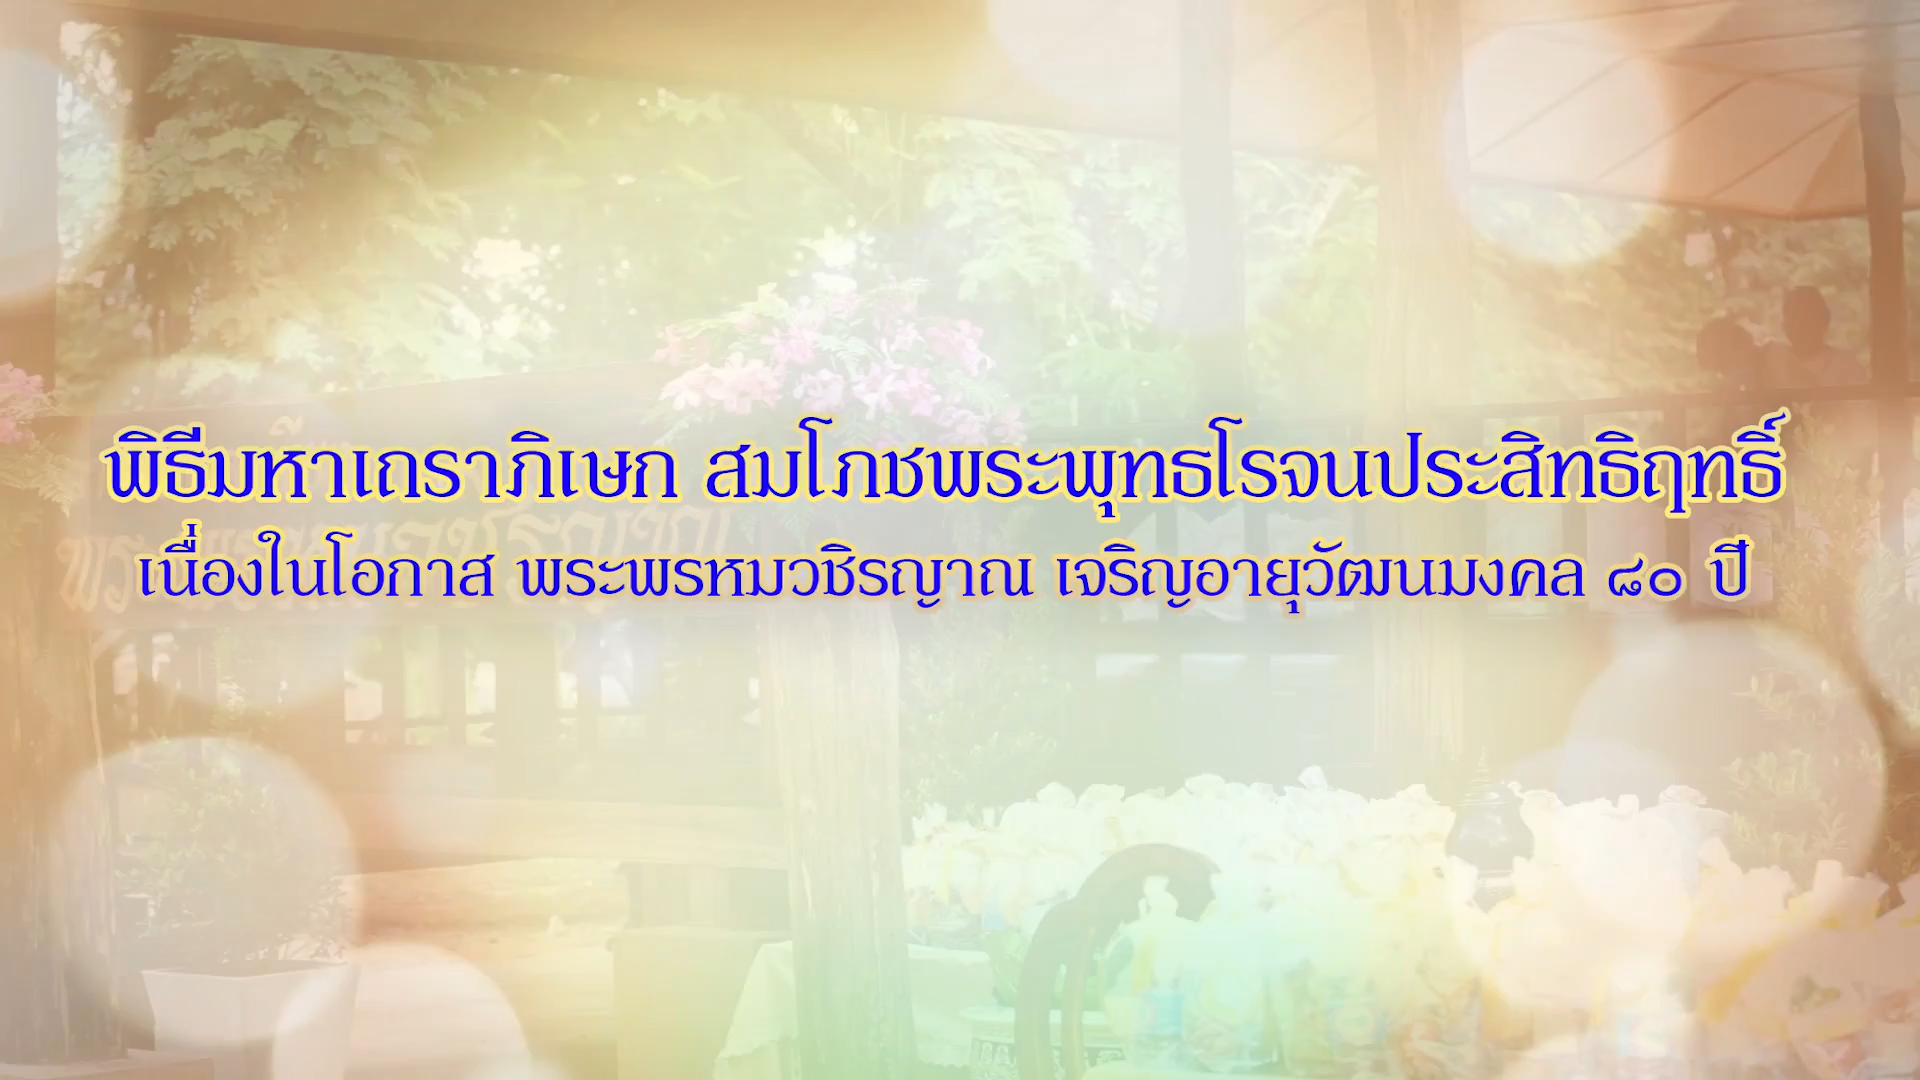 พิธีมหาเถราภิเษก สมโภชพระพุทธโรจนประสิทธิฤทธิ์
เนื่องในโอกาส พระพรหมวชิรญาณ เจริญอายุวัฒนมงคล ๘๐ ปี